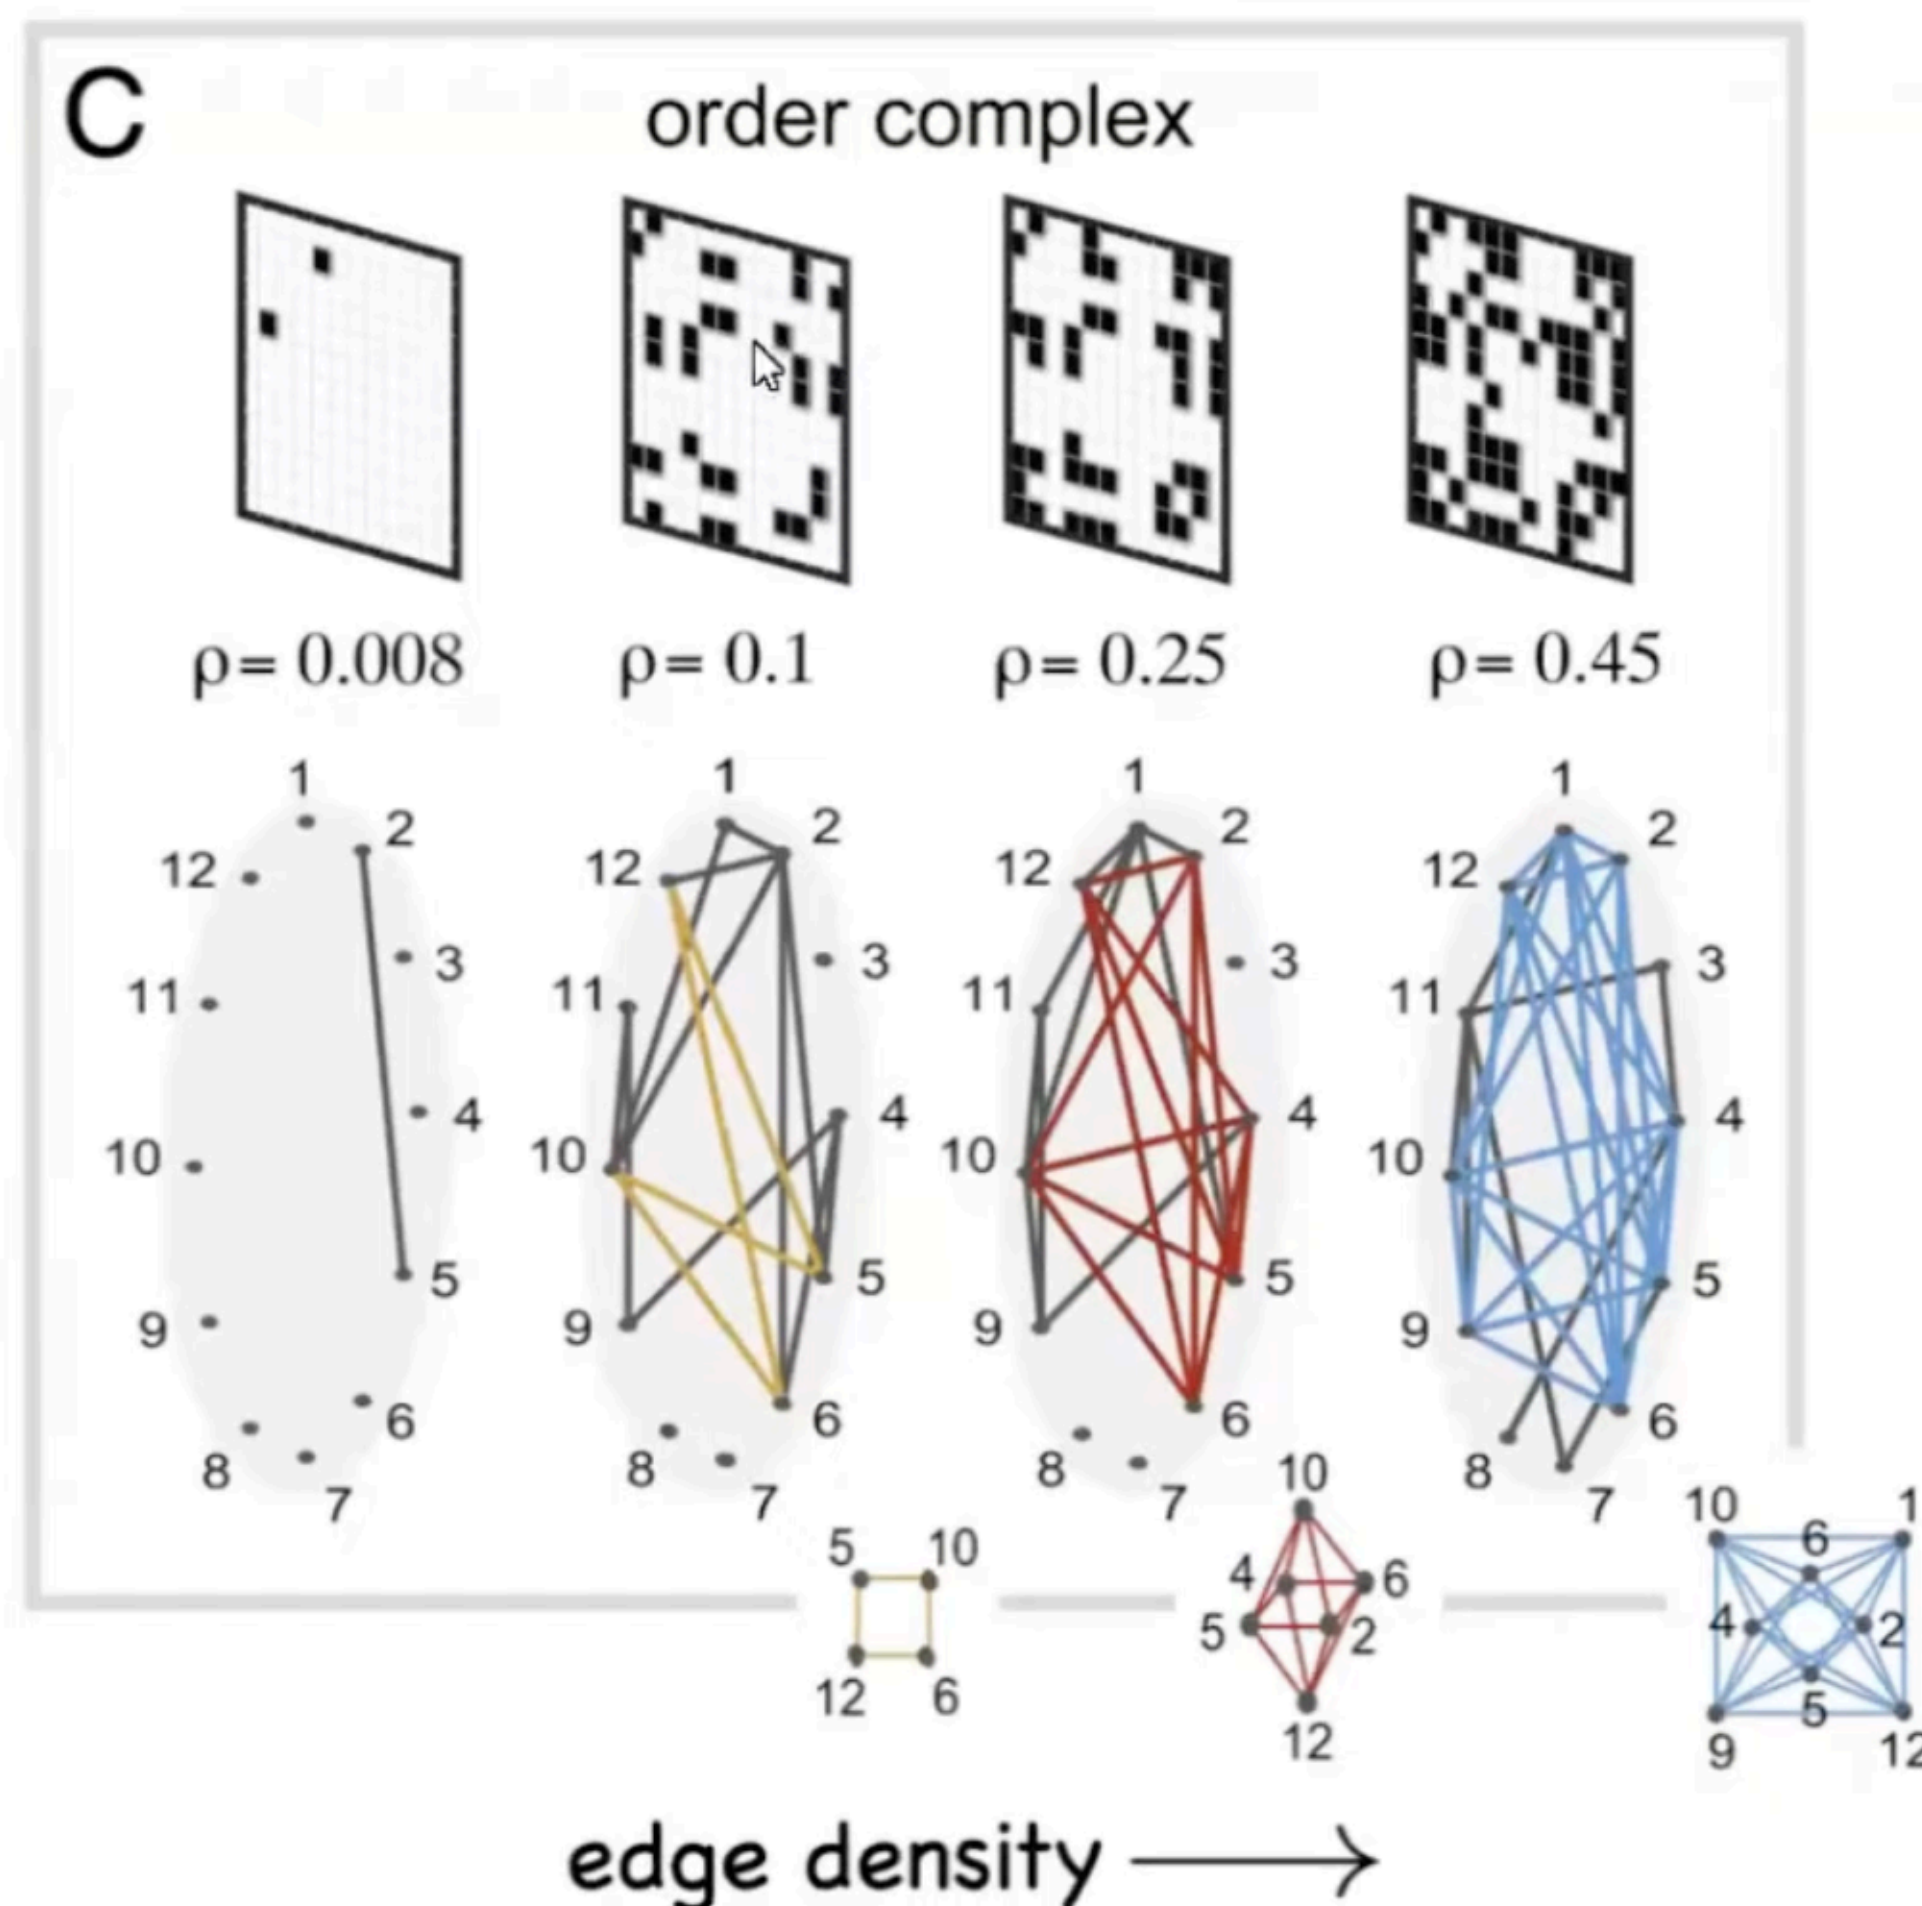 C
order complex
ρ= 0.008 ρ= 0.1 ρ= 0.25 ρ= 0.45
1 1 1 1
2 2 2 2
12 12 12 12
3 3 3 3
11 11 11 11
4 4 4 4
10 10 10 10
5 5 5 5
9 9 9 9
6 6 6 6
8 8 8 8
7 7 7 7
5 10
12 6
10
4 6
5 2
12
10 1
6
4 2
5
9 12
edge density